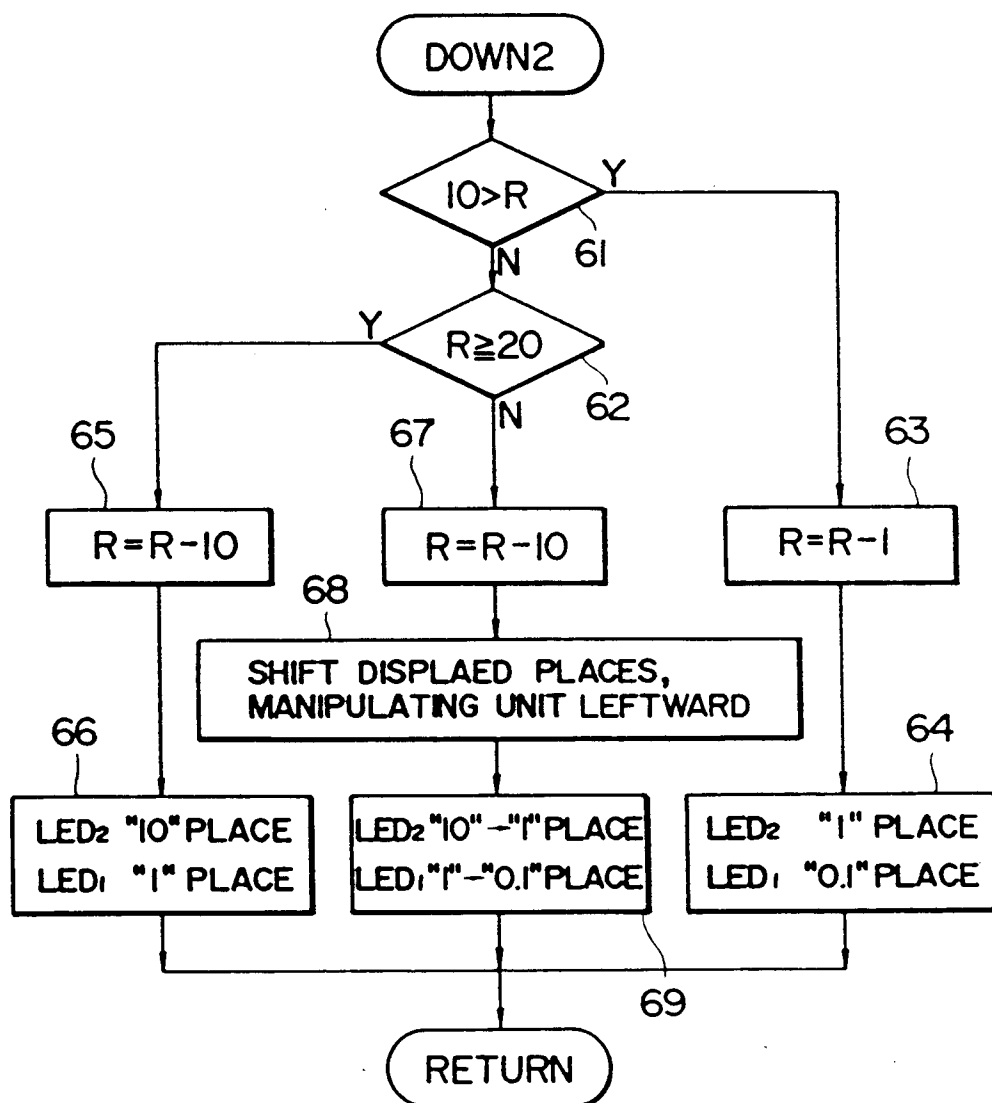 DOWN2
10>R
Y
61
N
Y
R≧20
62
N
65
67
63
R=R-10
R=R-10
R=R-1
68
SHIFT DISPLAED PLACES,
MANIPULATING UNIT LEFTWARD
66
64
LED2 "10" PLACE
LED1 "1" PLACE
LED2 "10"→"1" PLACE
LED1 "1"→"0.1" PLACE
LED2 "1" PLACE
LED1 "0.1" PLACE
69
RETURN